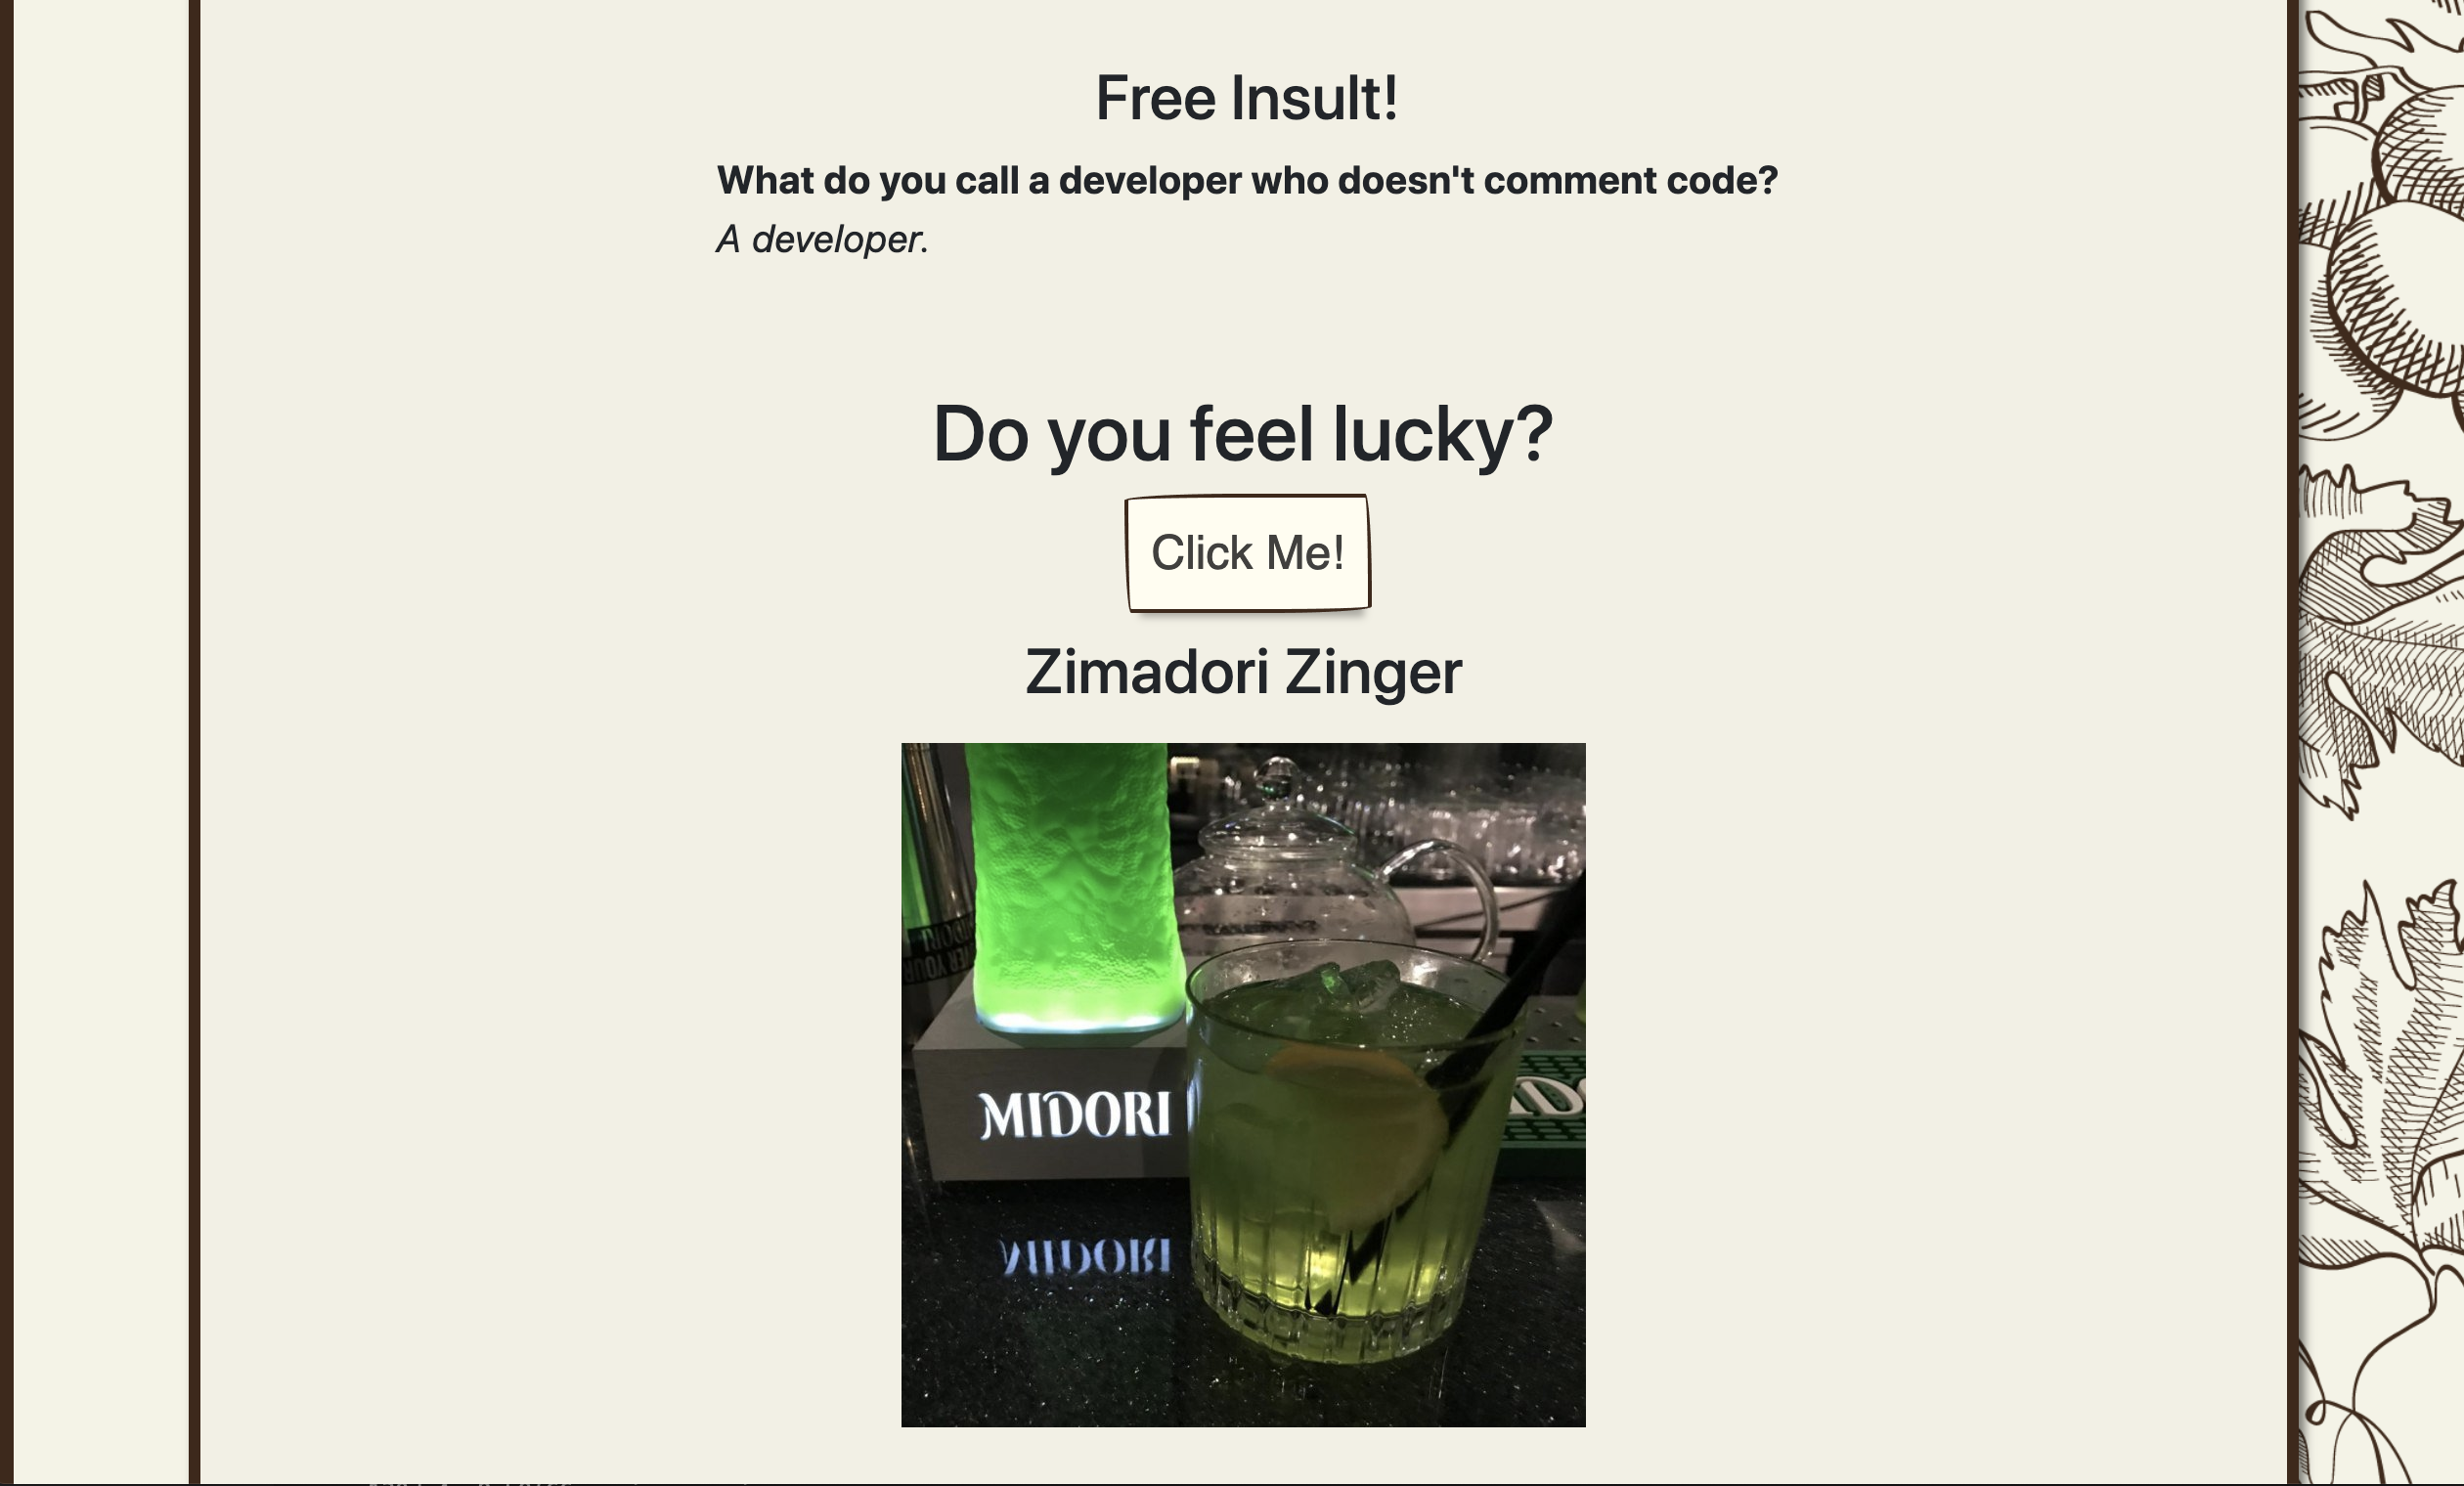 Free Insult!
What do you call a developer who doesn't comment code?
A developer.
Do you feel lucky?
Click Me!
Zimadori Zinger
MIDORI